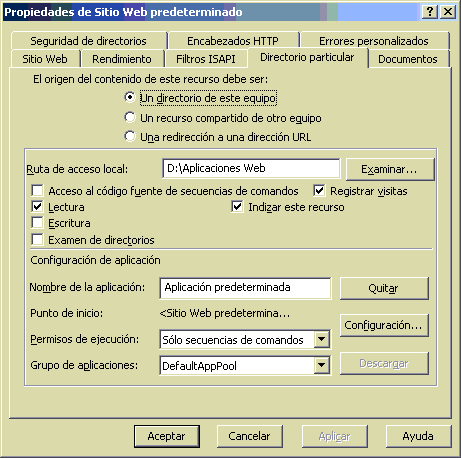 Propiedades de Sitio Web predeterminado
Seguridad de directorios
Encabezados HTTP
Errores personalizados
Sitio Web
Rendimiento
Filtros ISAPI
Directorio particular
Documentos
El origen del contenido de este recurso debe ser:
Un directorio de este equipo
Un recurso compartido de otro equipo
Una redirección a una dirección URL
Ruta de acceso local:
D:\Aplicaciones Web
Examinar...
Acceso al código fuente de secuencias de comandos
Registrar visitas
Lectura
Indizar este recurso
Escritura
Examen de directorios
Configuración de aplicación
Nombre de la aplicación:
Aplicación predeterminada
Quitar
Punto de inicio:
<Sitio Web predetermina...
Configuración...
Permisos de ejecución:
Sólo secuencias de comandos
Grupo de aplicaciones:
DefaultAppPool
Descargar
Aceptar
Cancelar
Aplicar
Ayuda